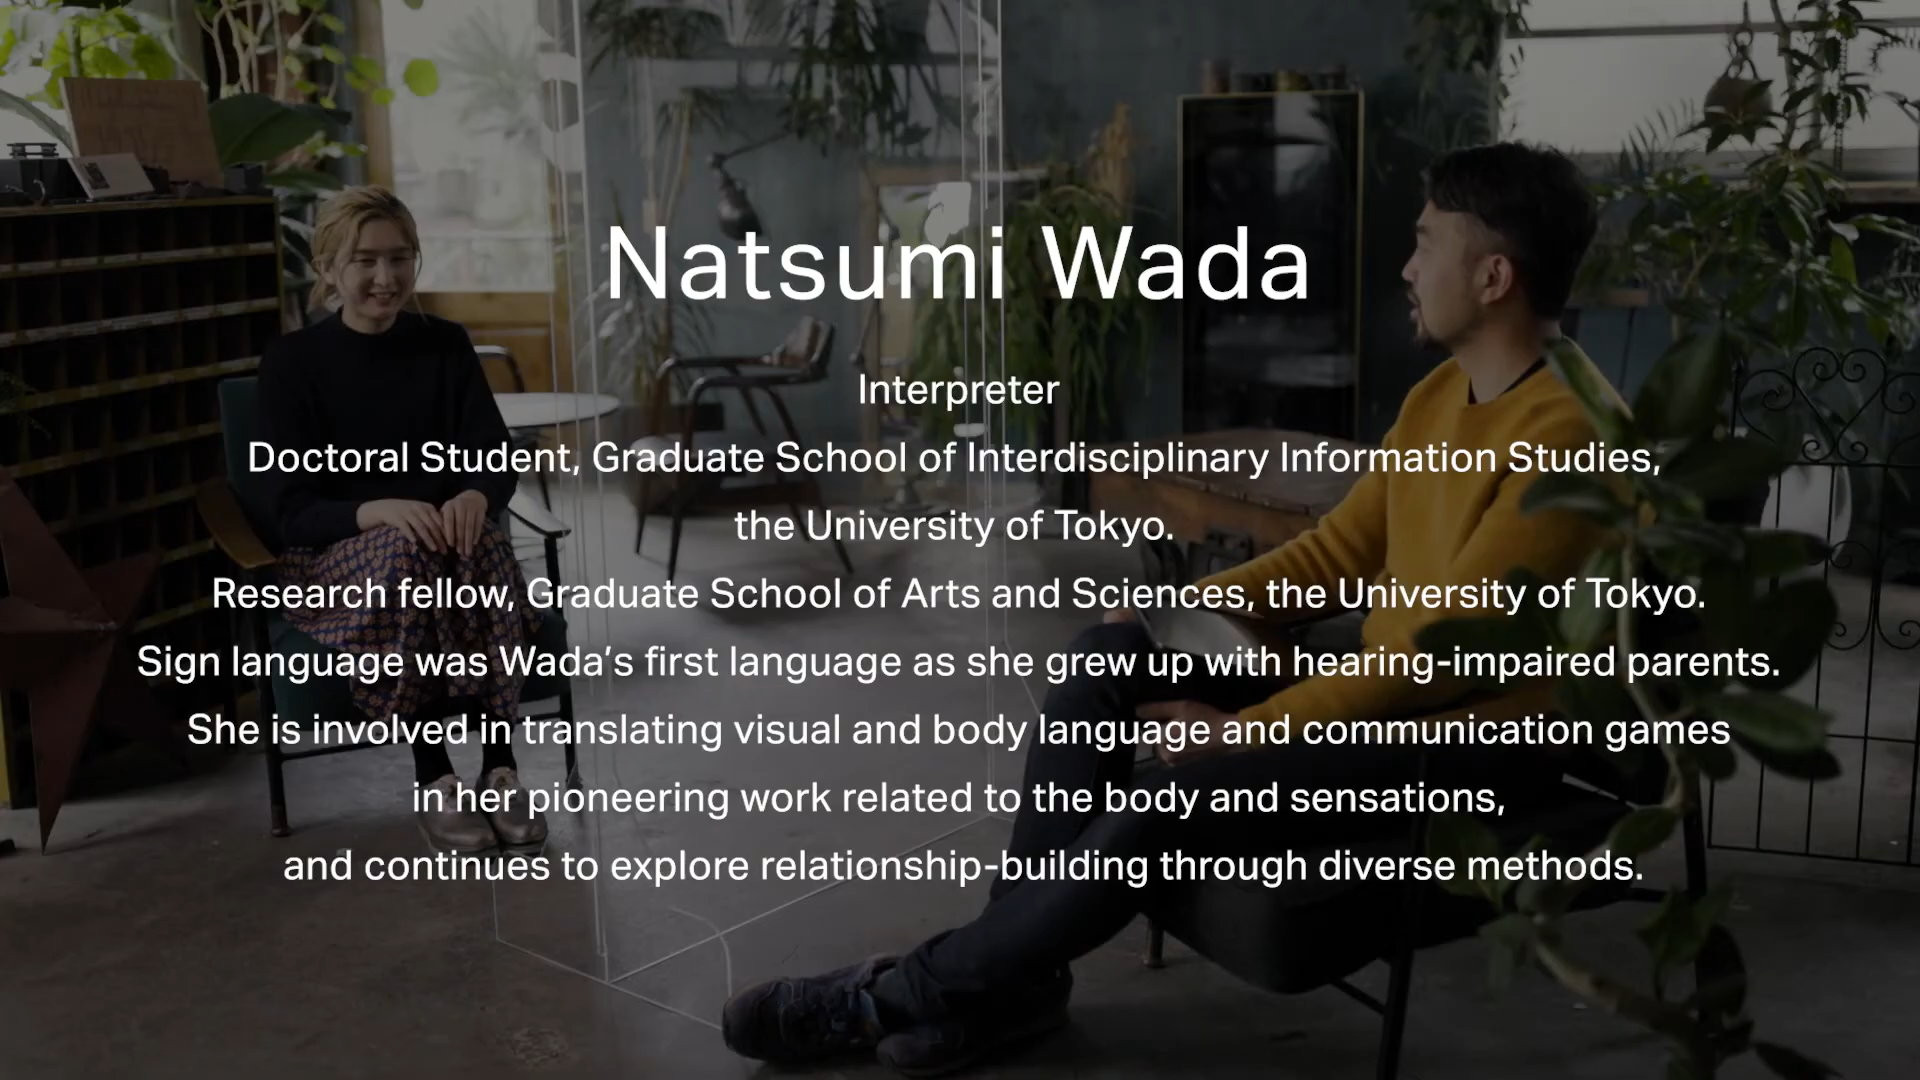 Natsumi Wada
Interpreter
Doctoral Student, Graduate School of Interdisciplinary Information Studies,
the University of Tokyo.
Research fellow, Graduate School of Arts and Sciences, the University of Tokyo.
Sign language was Wada’s first language as she grew up with hearing-impaired parents.
She is involved in translating visual and body language and communication games
in her pioneering work related to the body and sensations,
and continues to explore relationship-building through diverse methods.